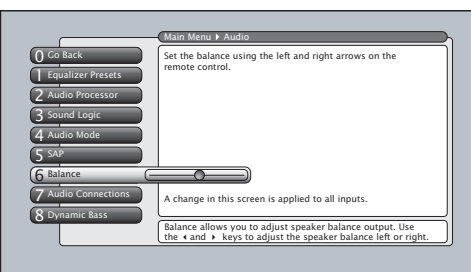 Main Menu ▸ Audio
0 Go Back
1 Equalizer Presets
2 Audio Processor
3 Sound Logic
4 Audio Mode
5 SAP
6 Balance
7 Audio Connections
8 Dynamic Bass
Set the balance using the left and right arrows on the
remote control.
A change in this screen is applied to all inputs.
Balance allows you to adjust speaker balance output. Use
the ◂ and ▸ keys to adjust the speaker balance left or right.